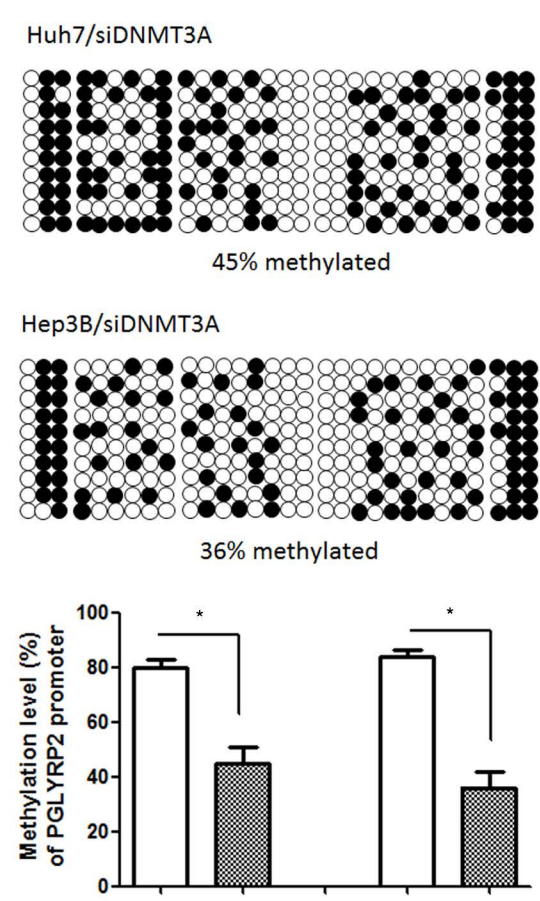 Huh7/siDNMT3A
45% methylated
Hep3B/siDNMT3A
36% methylated
Methylation level (%)
of PGLYRP2 promoter
100
80
60
40
20
0
*
*